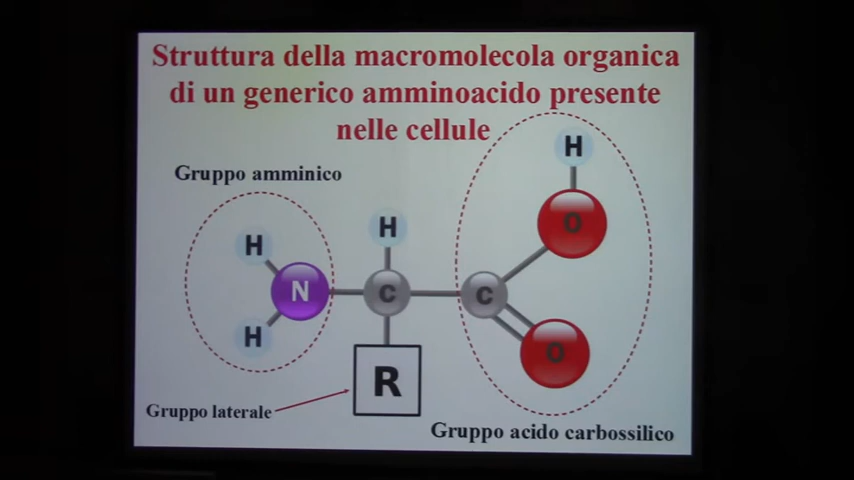 Struttura della macromolecola organica
di un generico amminoacido presente
nelle cellule
Gruppo amminico
H
H
H
O
N
C
C
H
O
R
Gruppo laterale
Gruppo acido carbossilico